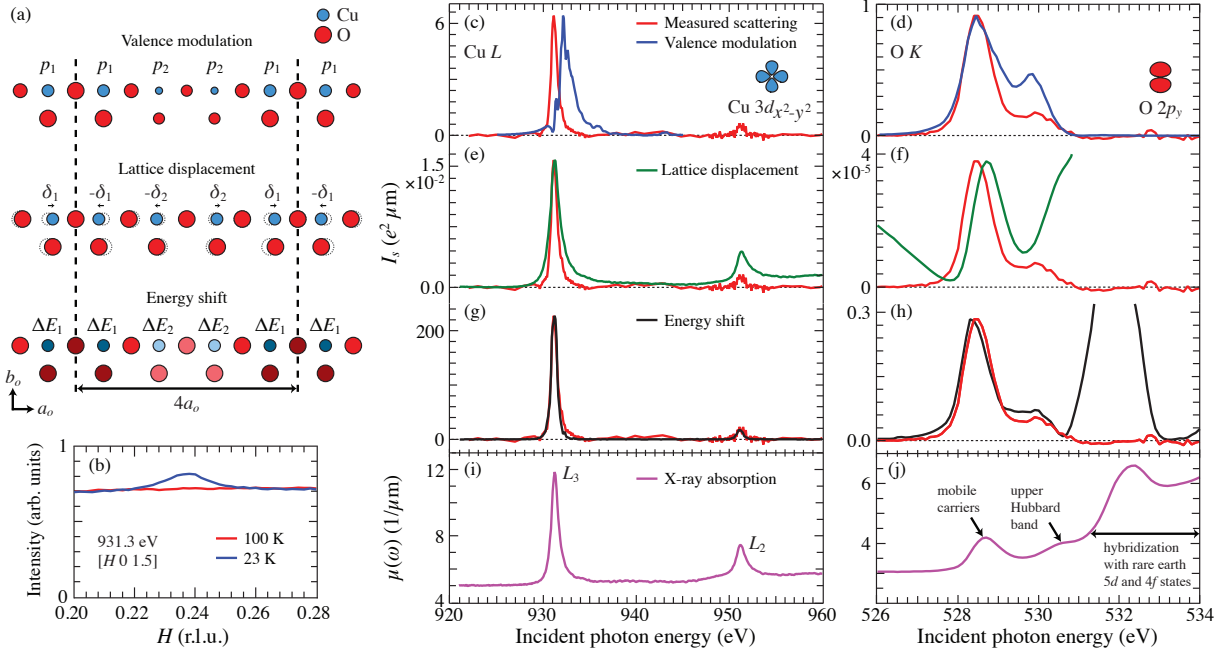 (a)
Cu
O
Valence modulation
p₁ p₁ p₂ p₂ p₁ p₁
Lattice displacement
δ₁ -δ₁ -δ₂ δ₂ δ₁ -δ₁
Energy shift
ΔE₁ ΔE₁ ΔE₂ ΔE₂ ΔE₁ ΔE₁
bₒ
aₒ
4aₒ
(b)
1
0
Intensity (arb. units)
931.3 eV
[H 0 1.5]
100 K
23 K
0.20 0.22 0.24 0.26 0.28
H (r.l.u.)
(c)
Cu L
6
0
Measured scattering
Valence modulation
Cu 3dₓ²₋ᵧ²
(e)
1.5
×10⁻²
0.0
Lattice displacement
Iₛ (e² μm)
(g)
200
0
Energy shift
(i)
12
8
4
μ(ω) (1/μm)
L₃
L₂
X-ray absorption
920 930 940 950 960
Incident photon energy (eV)
(d)
O K
1
0
O 2pᵧ
(f)
4
×10⁻⁵
0
(h)
0.3
0.0
(j)
6
4
2
mobile
carriers
upper
Hubbard
band
hybridization
with rare earth
5d and 4f states
526 528 530 532 534
Incident photon energy (eV)